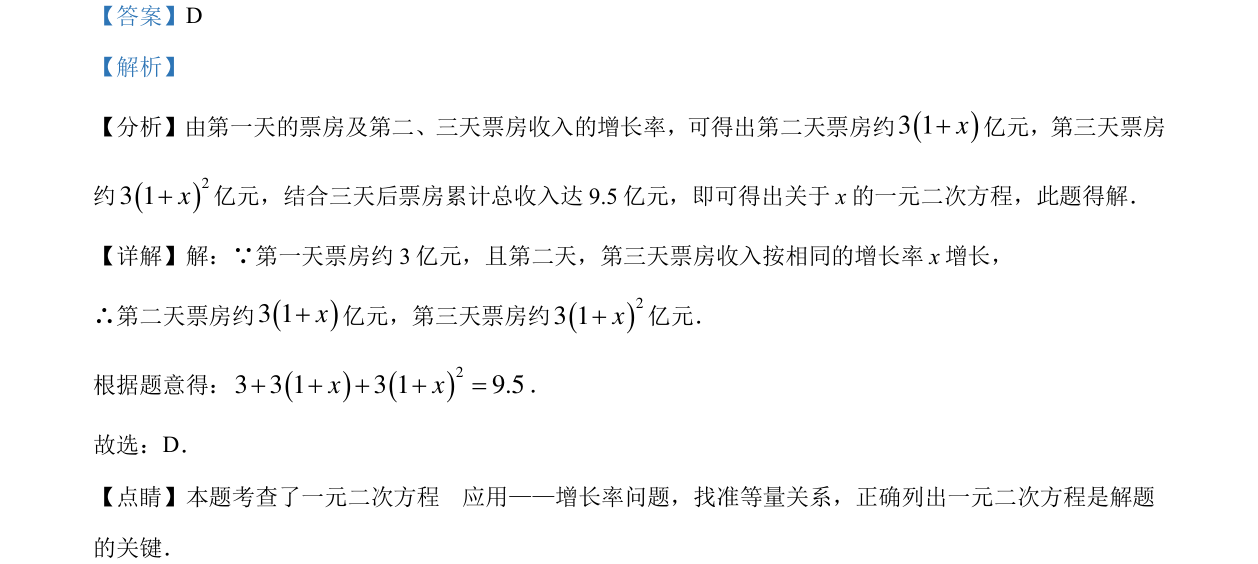 【答案】D
【解析】
【分析】由第一天的票房及第二、三天票房收入的增长率，可得出第二天票房约3(1+x)亿元，第三天票房
约3(1+x)²亿元，结合三天后票房累计总收入达 9.5 亿元，即可得出关于 x 的一元二次方程，此题得解．
【详解】解：∵第一天票房约 3 亿元，且第二天，第三天票房收入按相同的增长率 x 增长，
∴第二天票房约3(1+x)亿元，第三天票房约3(1+x)²亿元．
根据题意得：3+3(1+x)+3(1+x)²=9.5．
故选：D．
【点睛】本题考查了一元二次方程 应用——增长率问题，找准等量关系，正确列出一元二次方程是解题
的关键．